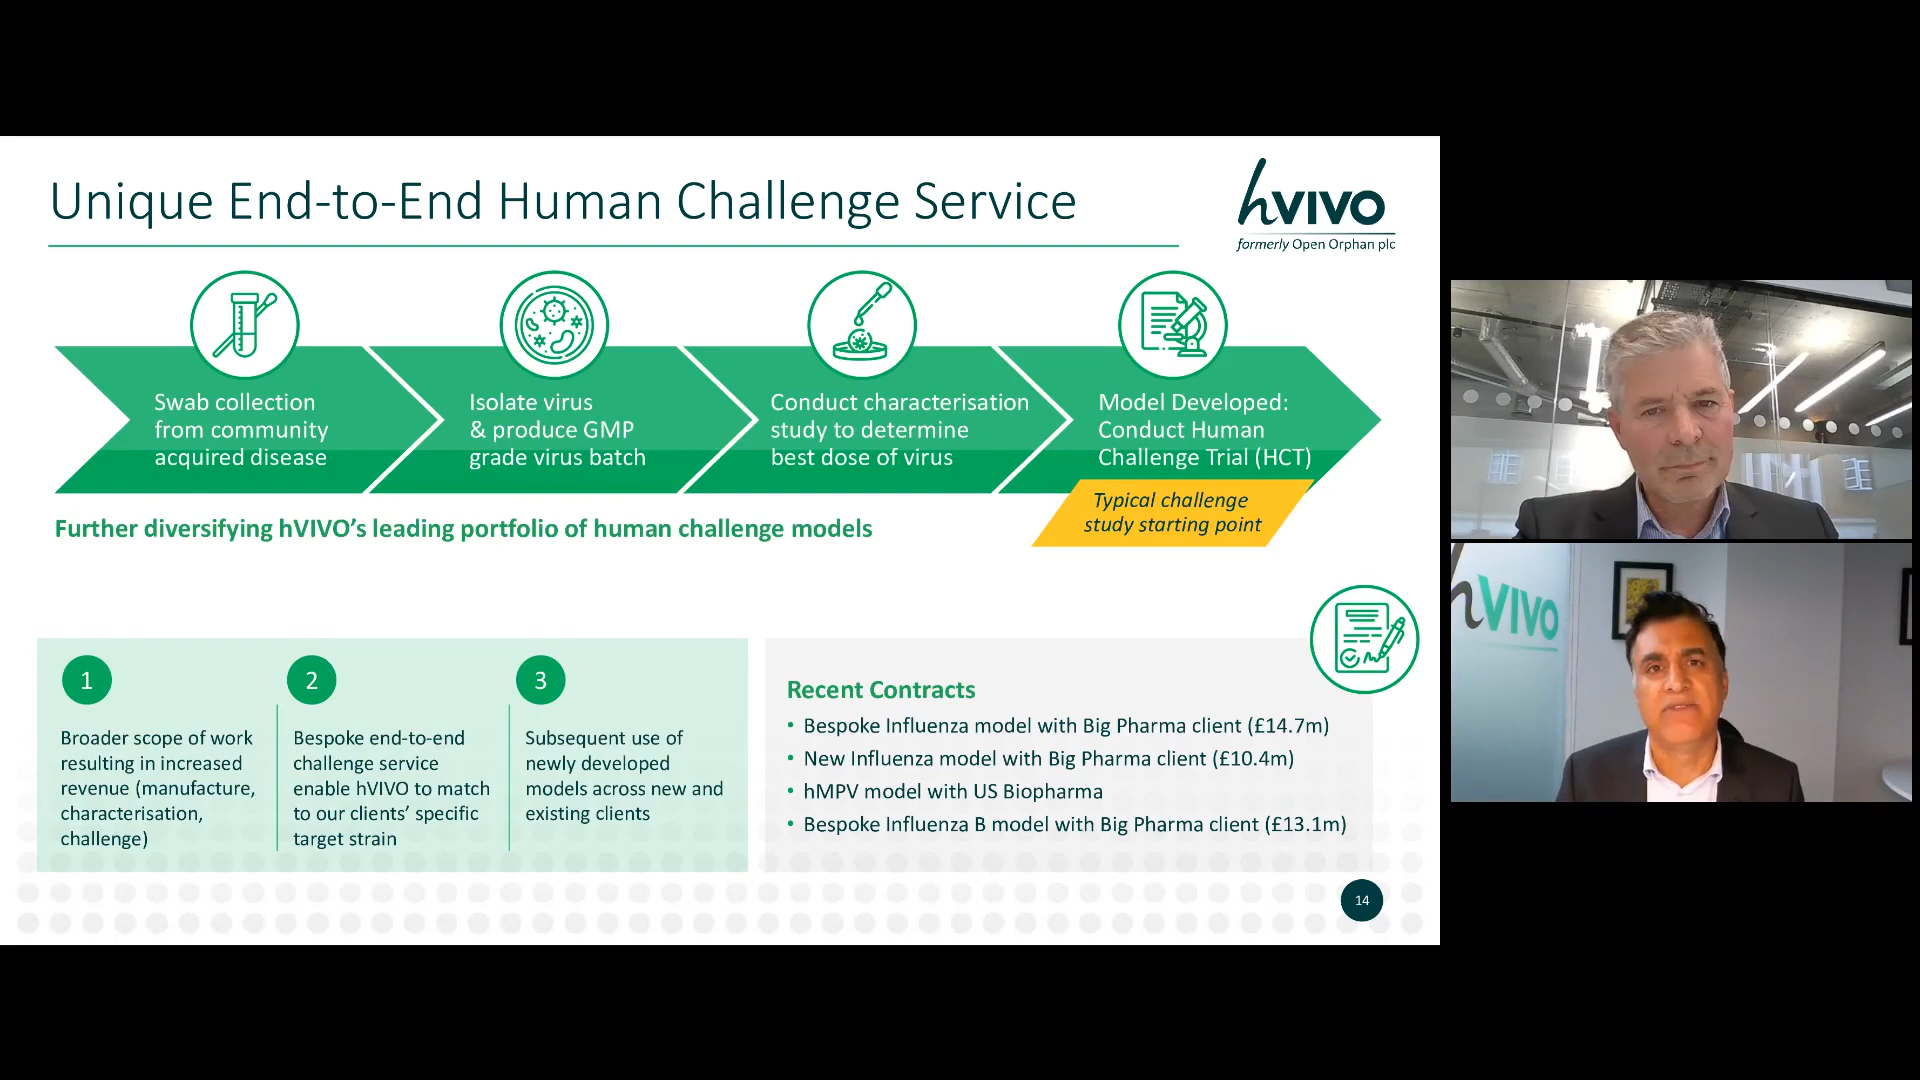 Unique End-to-End Human Challenge Service
hVIVO
formerly Open Orphan plc
Swab collection
from community
acquired disease
Isolate virus
& produce GMP
grade virus batch
Conduct characterisation
study to determine
best dose of virus
Model Developed:
Conduct Human
Challenge Trial (HCT)
Typical challenge
study starting point
Further diversifying hVIVO’s leading portfolio of human challenge models
1
Broader scope of work
resulting in increased
revenue (manufacture,
characterisation,
challenge)
2
Bespoke end-to-end
challenge service
enable hVIVO to match
to our clients’ specific
target strain
3
Subsequent use of
newly developed
models across new and
existing clients
Recent Contracts
• Bespoke Influenza model with Big Pharma client (£14.7m)
• New Influenza model with Big Pharma client (£10.4m)
• hMPV model with US Biopharma
• Bespoke Influenza B model with Big Pharma client (£13.1m)
14
hVIVO